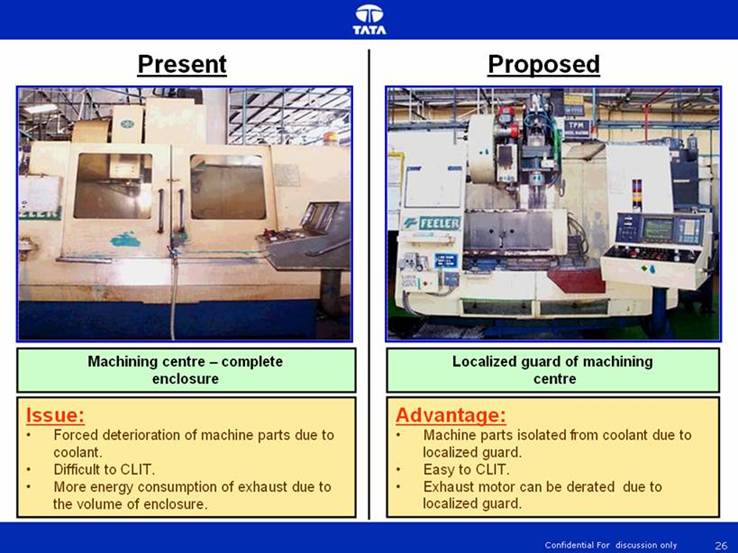 TATA
Present
Proposed
FEELER
TPM
FEELER
Machining centre – complete
enclosure
Localized guard of machining
centre
Issue:
• Forced deterioration of machine parts due to
coolant.
• Difficult to CLIT.
• More energy consumption of exhaust due to
the volume of enclosure.
Advantage:
• Machine parts isolated from coolant due to
localized guard.
• Easy to CLIT.
• Exhaust motor can be derated due to
localized guard.
Confidential For discussion only
26